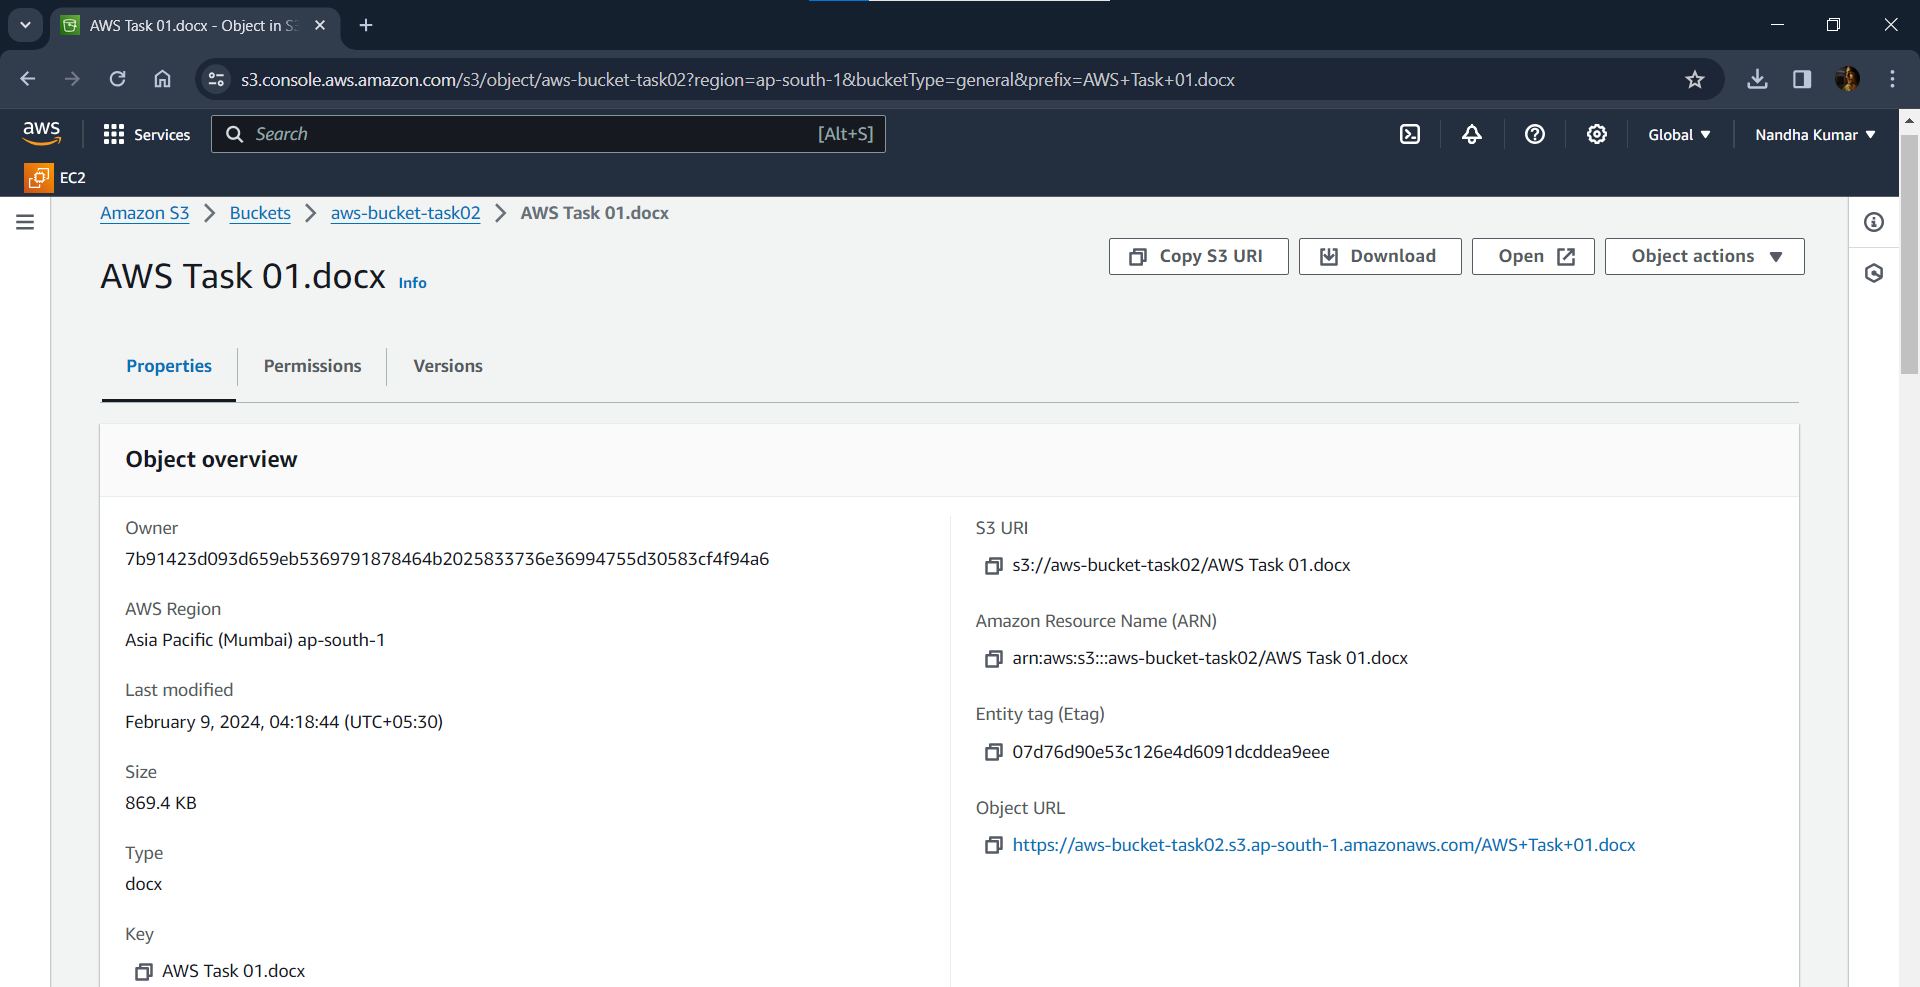 AWS Task 01.docx - Object in S3
s3.console.aws.amazon.com/s3/object/aws-bucket-task02?region=ap-south-1&bucketType=general&prefix=AWS+Task+01.docx
aws
Services
Search
[Alt+S]
Global
Nandha Kumar
EC2
Amazon S3
Buckets
aws-bucket-task02
AWS Task 01.docx
AWS Task 01.docx
Info
Copy S3 URI
Download
Open
Object actions
Properties
Permissions
Versions
Object overview
Owner
7b91423d093d659eb5369791878464b2025833736e36994755d30583cf4f94a6
AWS Region
Asia Pacific (Mumbai) ap-south-1
Last modified
February 9, 2024, 04:18:44 (UTC+05:30)
Size
869.4 KB
Type
docx
Key
AWS Task 01.docx
S3 URI
s3://aws-bucket-task02/AWS Task 01.docx
Amazon Resource Name (ARN)
arn:aws:s3:::aws-bucket-task02/AWS Task 01.docx
Entity tag (Etag)
07d76d90e53c126e4d6091dcddea9eee
Object URL
https://aws-bucket-task02.s3.ap-south-1.amazonaws.com/AWS+Task+01.docx